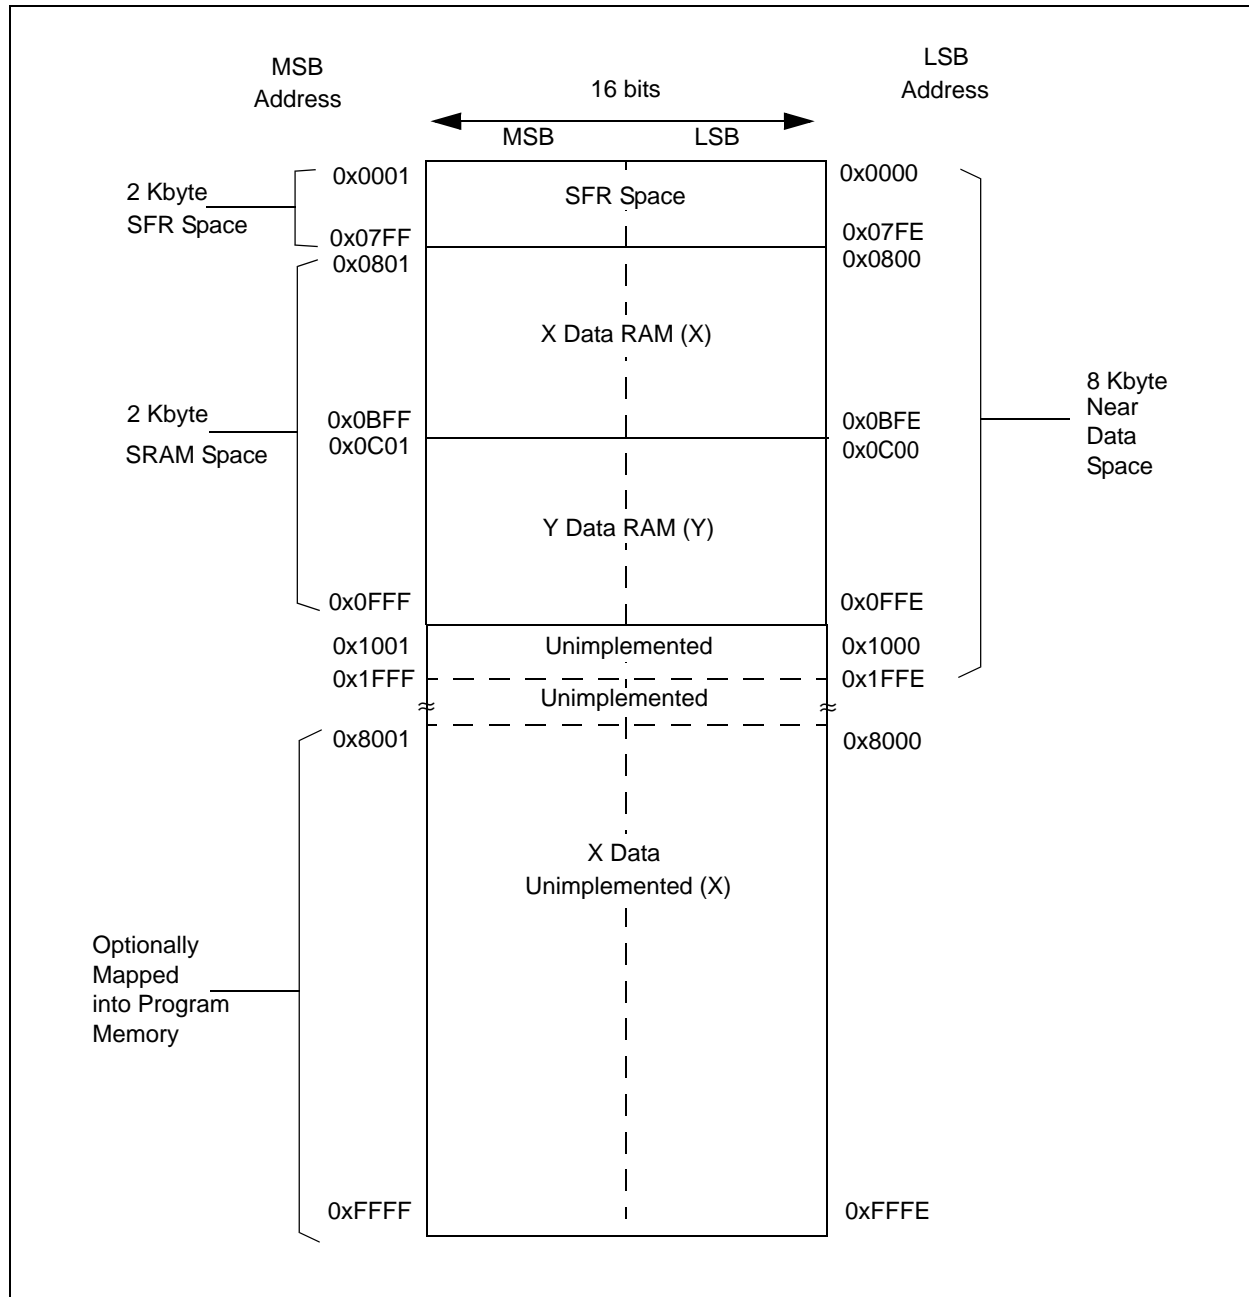 MSB
Address
16 bits
LSB
Address
MSB
LSB
2 Kbyte
SFR Space
0x0001
0x07FF
SFR Space
0x0000
0x07FE
0x0801
0x0800
X Data RAM (X)
2 Kbyte
SRAM Space
0x0BFF
0x0BFE
0x0C01
0x0C00
8 Kbyte
Near
Data
Space
Y Data RAM (Y)
0x0FFF
0x0FFE
0x1001
Unimplemented
0x1000
0x1FFF
0x1FFE
Unimplemented
≈
≈
0x8001
0x8000
X Data
Unimplemented (X)
Optionally
Mapped
into Program
Memory
0xFFFF
0xFFFE